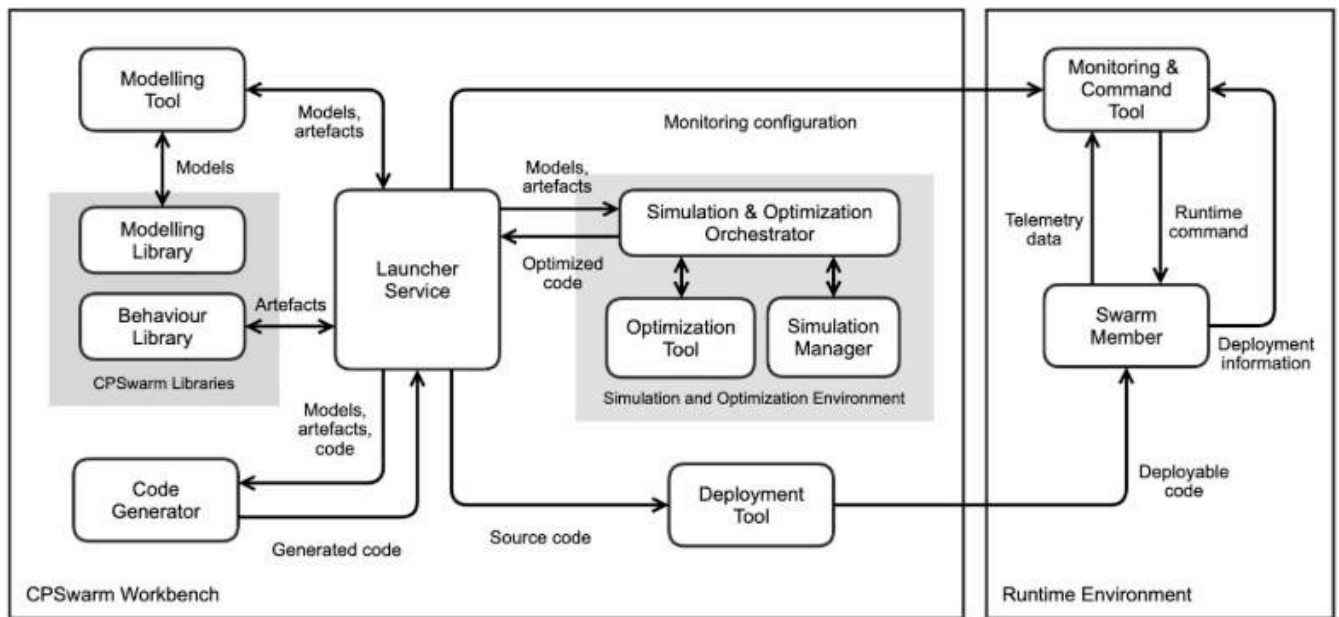 Modelling
Tool
Models,
artefacts
Monitoring configuration
Monitoring &
Command
Tool
Models
Modelling
Library
Behaviour
Library
CPSwarm Libraries
Artefacts
Launcher
Service
Models,
artefacts
Optimized
code
Simulation & Optimization
Orchestrator
Optimization
Tool
Simulation
Manager
Simulation and Optimization Environment
Telemetry
data
Runtime
command
Swarm
Member
Deployment
information
Models,
artefacts,
code
Code
Generator
Generated code
Source code
Deployment
Tool
Deployable
code
CPSwarm Workbench
Runtime Environment